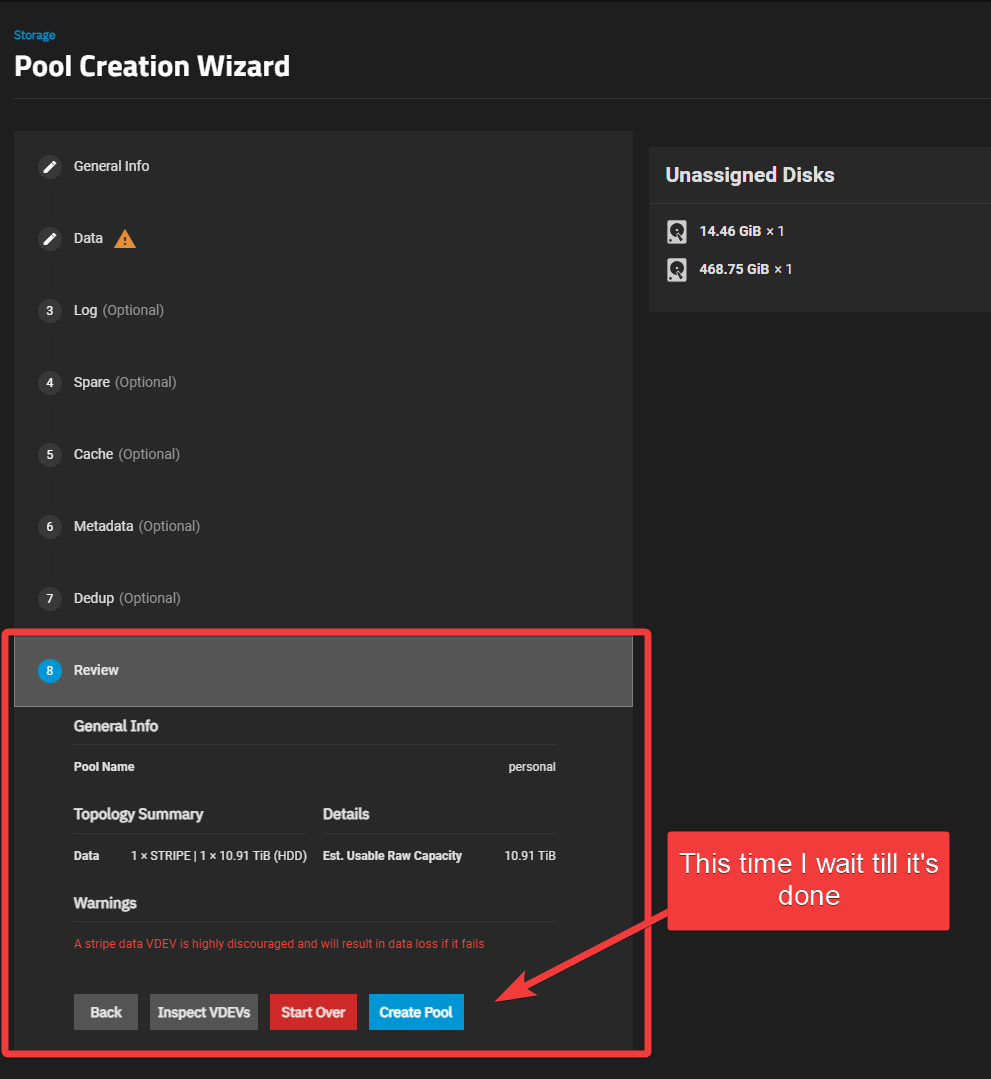 Storage
Pool Creation Wizard
General Info
Data
3 Log (Optional)
4 Spare (Optional)
5 Cache (Optional)
6 Metadata (Optional)
7 Dedup (Optional)
8 Review
General Info
Pool Name personal
Topology Summary Details
Data 1 × STRIPE | 1 × 10.91 TiB (HDD) Est. Usable Raw Capacity 10.91 TiB
Warnings
A stripe data VDEV is highly discouraged and will result in data loss if it fails
Back Inspect VDEVs Start Over Create Pool
Unassigned Disks
14.46 GiB × 1
468.75 GiB × 1
This time I wait till it's
done